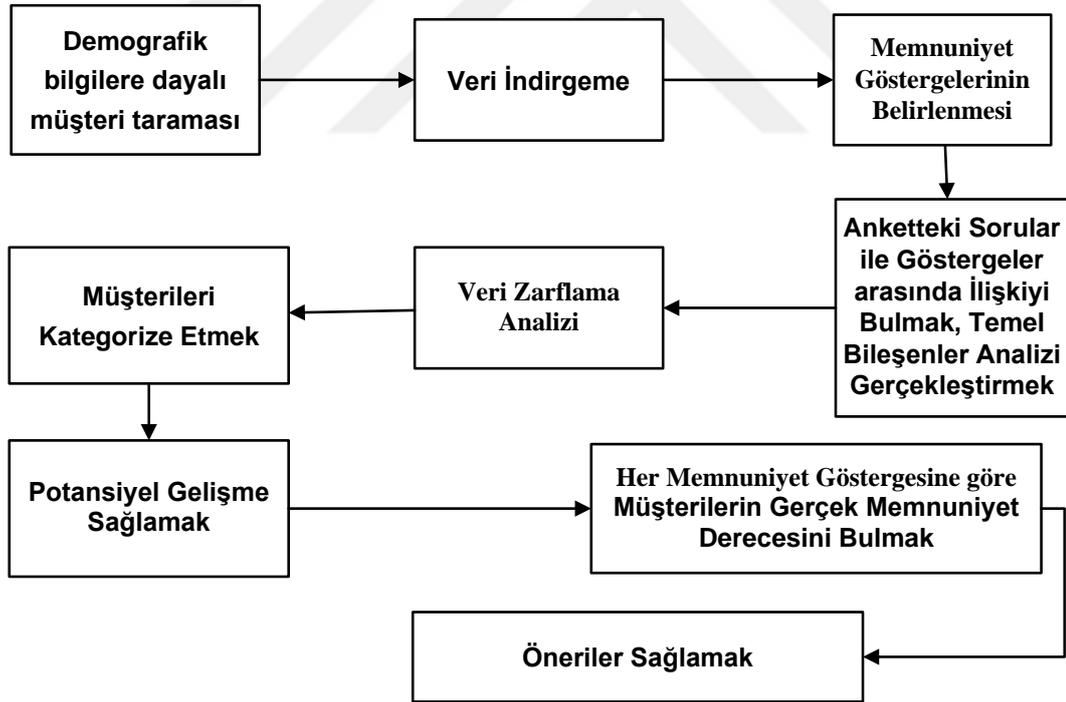 Demografik
bilgilere dayalı
müşteri taraması
Veri İndirgeme
Memnuniyet
Göstergelerinin
Belirlenmesi
Anketteki Sorular
ile Göstergeler
arasında İlişkiyi
Bulmak, Temel
Bileşenler Analizi
Gerçekleştirmek
Veri Zarflama
Analizi
Müşterileri
Kategorize Etmek
Potansiyel Gelişme
Sağlamak
Her Memnuniyet Göstergesine göre
Müşterilerin Gerçek Memnuniyet
Derecesini Bulmak
Öneriler Sağlamak